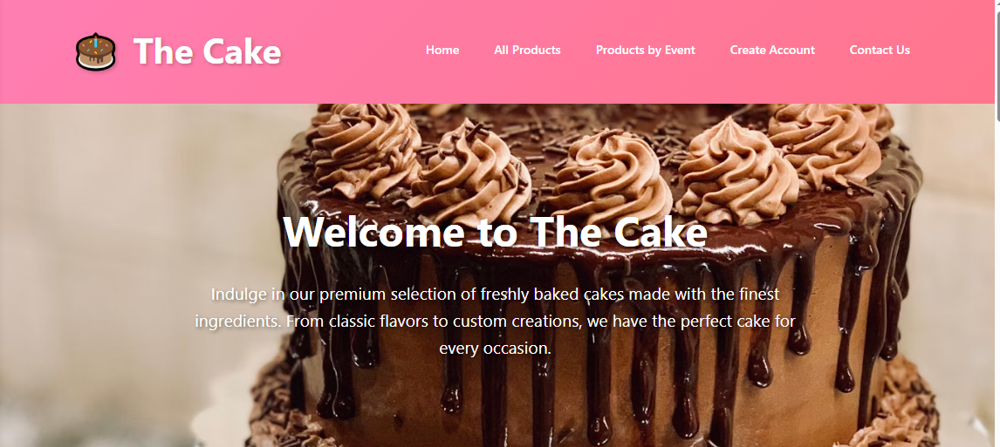 The Cake
Home
All Products
Products by Event
Create Account
Contact Us
Welcome to The Cake
Indulge in our premium selection of freshly baked cakes made with the finest
ingredients. From classic flavors to custom creations, we have the perfect cake for
every occasion.